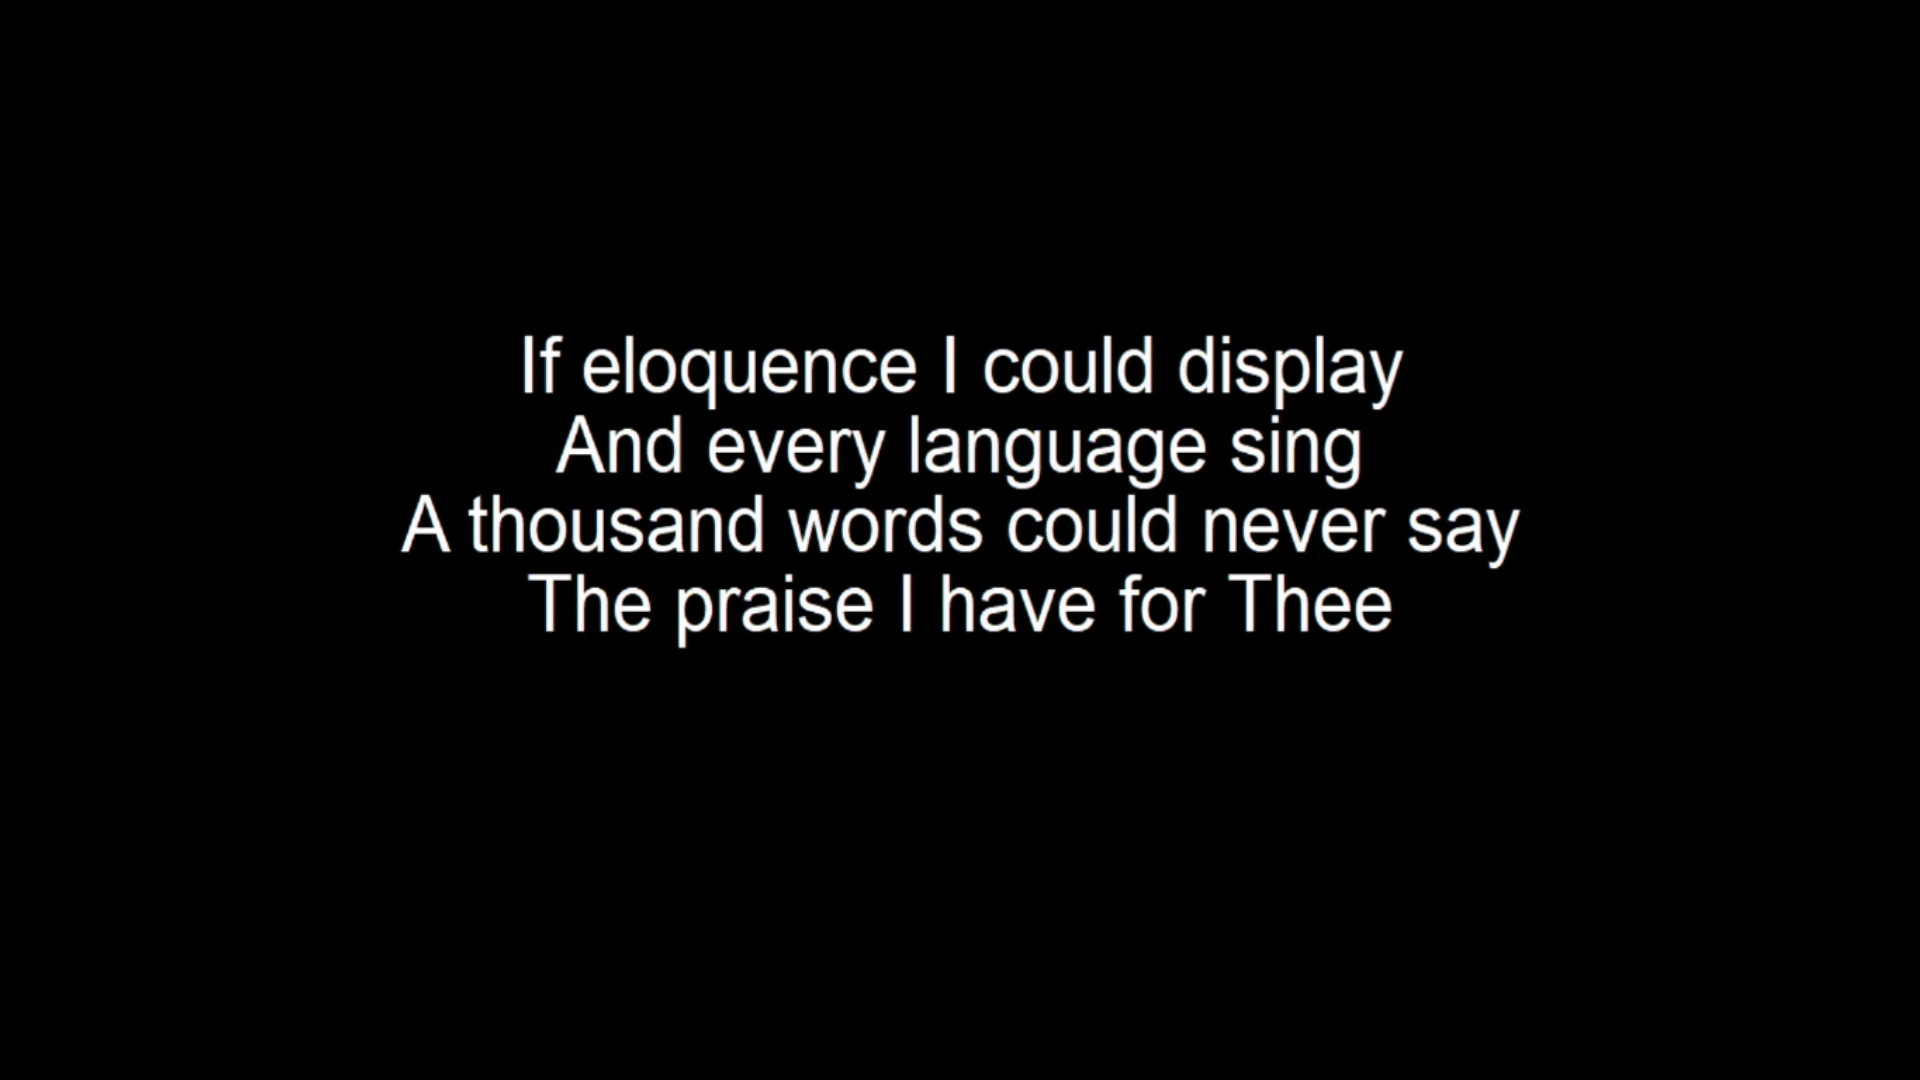 If eloquence I could display
And every language sing
A thousand words could never say
The praise I have for Thee